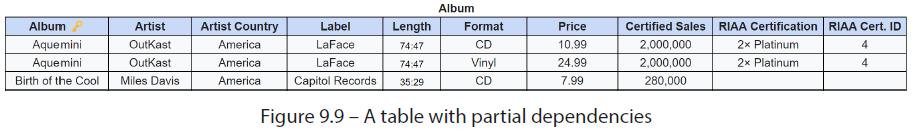 Album
Album Artist Artist Country Label Length Format Price Certified Sales RIAA Certification RIAA Cert. ID
Aquemini OutKast America LaFace 74:47 CD 10.99 2,000,000 2× Platinum 4
Aquemini OutKast America LaFace 74:47 Vinyl 24.99 2,000,000 2× Platinum 4
Birth of the Cool Miles Davis America Capitol Records 35:29 CD 7.99 280,000
Figure 9.9 – A table with partial dependencies